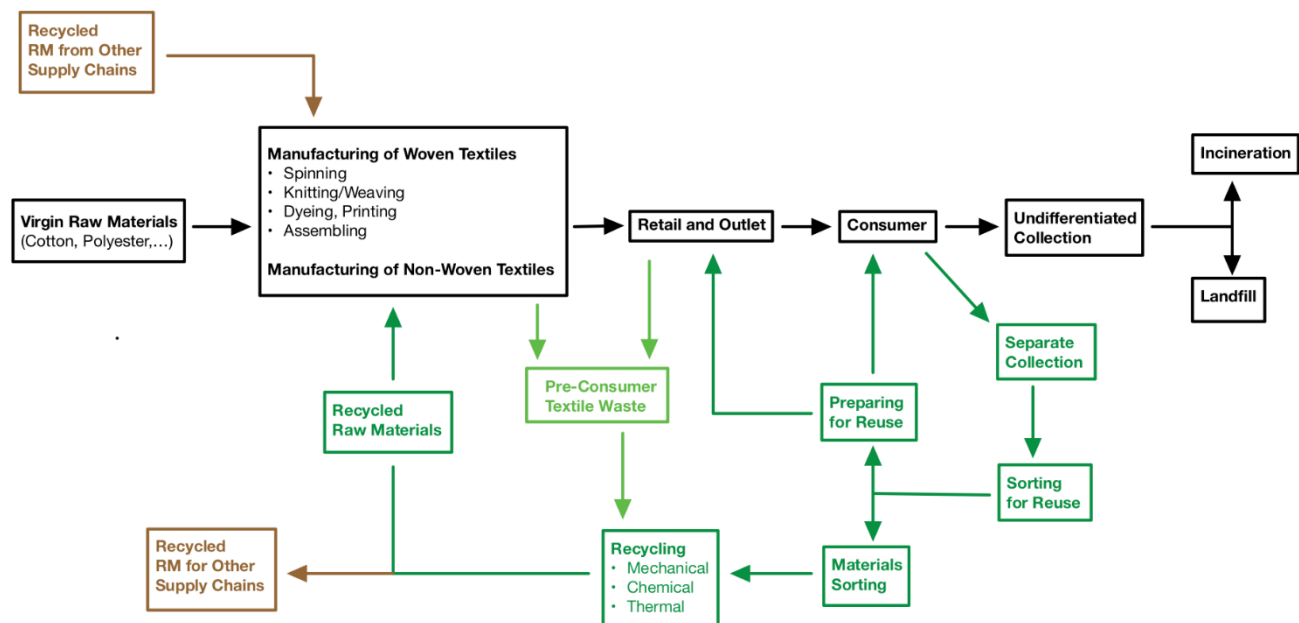 Recycled
RM from Other
Supply Chains
Manufacturing of Woven Textiles
• Spinning
• Knitting/Weaving
• Dyeing, Printing
• Assembling
Manufacturing of Non-Woven Textiles
Virgin Raw Materials
(Cotton, Polyester,...)
Retail and Outlet
Consumer
Undifferentiated
Collection
Incineration
Landfill
Separate
Collection
Pre-Consumer
Textile Waste
Preparing
for Reuse
Recycled
Raw Materials
Sorting
for Reuse
Recycled
RM for Other
Supply Chains
Recycling
• Mechanical
• Chemical
• Thermal
Materials
Sorting